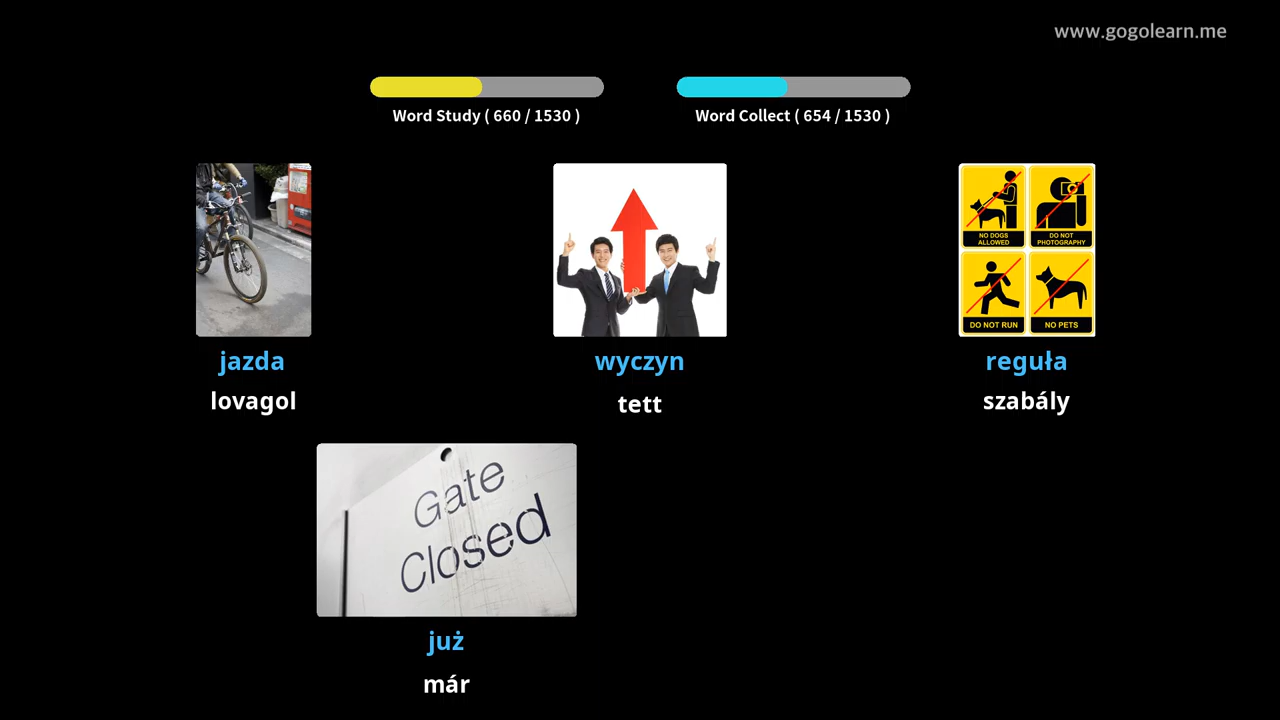 www.gogolearn.me
Word Study ( 660 / 1530 )
Word Collect ( 654 / 1530 )
NO DOGS
ALLOWED
DO NOT
PHOTOGRAPHY
DO NOT RUN
NO PETS
jazda
wyczyn
reguła
lovagol
tett
szabály
Gate
Closed
już
már